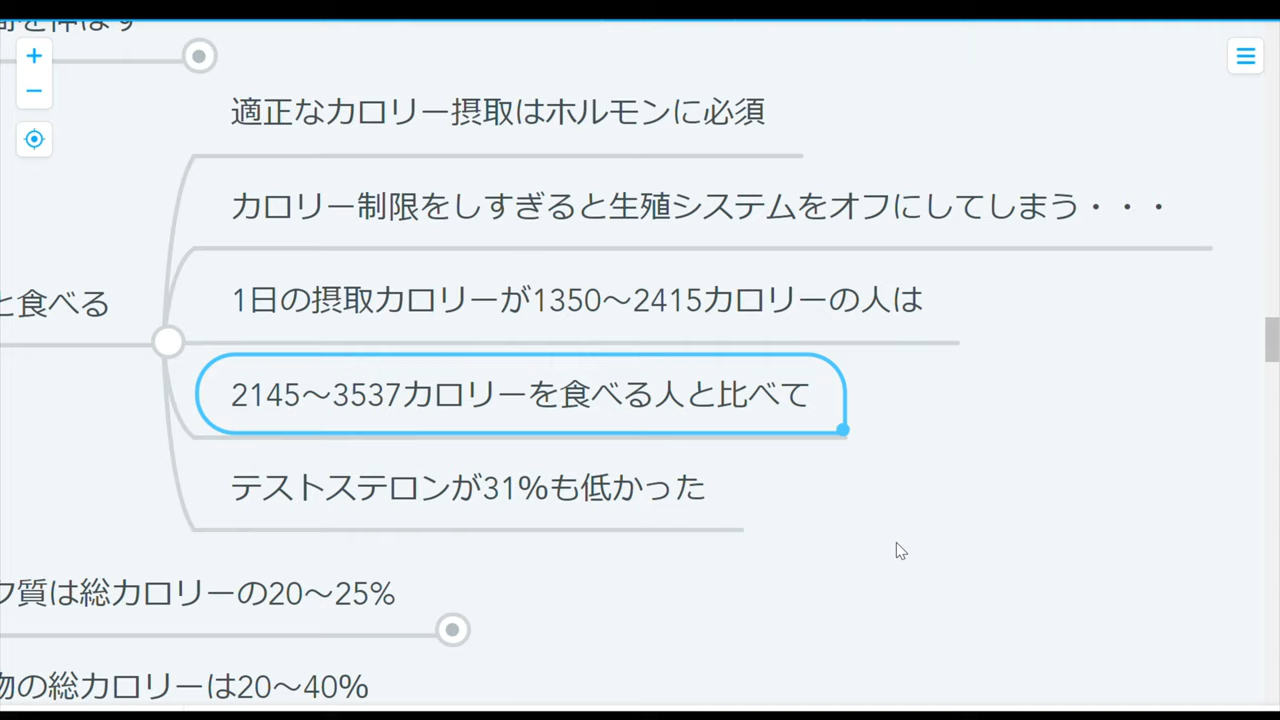 を伸ばす
適正なカロリー摂取はホルモンに必須
カロリー制限をしすぎると生殖システムをオフにしてしまう・・・
1日の摂取カロリーが1350〜2415カロリーの人は
と食べる
2145〜3537カロリーを食べる人と比べて
テストステロンが31%も低かった
ク質は総カロリーの20〜25%
物の総カロリーは20〜40%